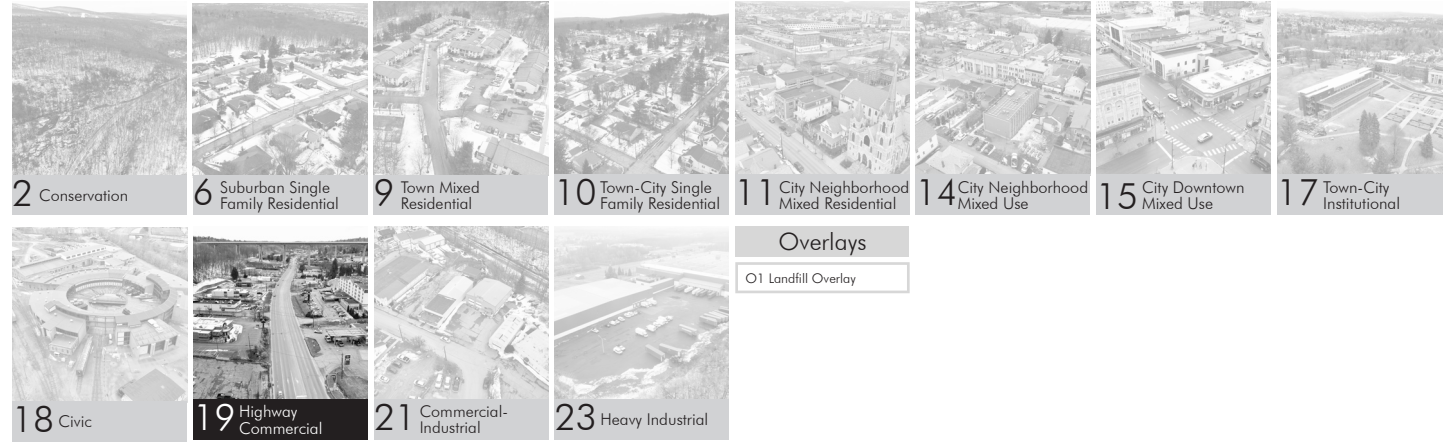 2 Conservation
6 Suburban Single
Family Residential
9 Town Mixed
Residential
10 Town-City Single
Family Residential
11 City Neighborhood
Mixed Residential
14 City Neighborhood
Mixed Use
15 City Downtown
Mixed Use
17 Town-City
Institutional
18 Civic
19 Highway
Commercial
21 Commercial-
Industrial
23 Heavy Industrial
Overlays
O1 Landfill Overlay